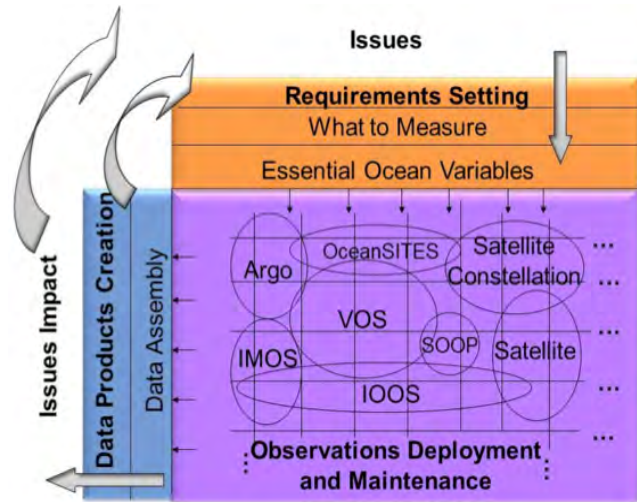 Issues
Requirements Setting
What to Measure
Essential Ocean Variables
Issues Impact
Data Products Creation
Data Assembly
Argo
OceanSITES
Satellite
Constellation
...
...
VOS
IMOS
SOOP
Satellite
...
IOOS
...
...
Observations Deployment
and Maintenance